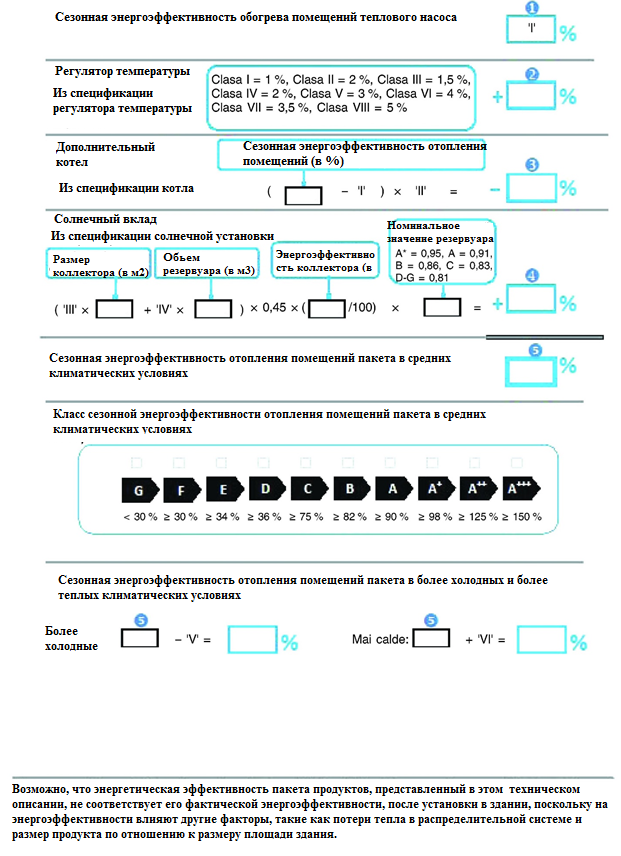 Сезонная энергоэффективность обогрева помещений теплового насоса
1
'I'
%
Регулятор температуры
Из спецификации
регулятора температуры
Clasa I = 1 %, Clasa II = 2 %, Clasa III = 1,5 %,
Clasa IV = 2 %, Clasa V = 3 %, Clasa VI = 4 %,
Clasa VII = 3,5 %, Clasa VIII = 5 %
2
+ %
Дополнительный
котел
Сезонная энергоэффективность отопления
помещений (в %)
Из спецификации котла
( − 'I' ) × 'II' =
3
− %
Солнечный вклад
Из спецификации солнечной установки
Размер
коллектора (в м2)
Обьем
резервуара (в м3)
Энергоэффективно
сть коллектора (в
Номинальное
значение резервуара
A* = 0,95, A = 0,91,
B = 0,86, C = 0,83,
D-G = 0,81
( 'III' × + 'IV' × ) × 0,45 × ( /100) × =
4
+ %
Сезонная энергоэффективность отопления помещений пакета в средних
климатических условиях
5
%
Класс сезонной энергоэффективности отопления помещений пакета в средних
климатических условиях
G F E D C B A A+ A++ A+++
< 30 % ≥ 30 % ≥ 34 % ≥ 36 % ≥ 75 % ≥ 82 % ≥ 90 % ≥ 98 % ≥ 125 % ≥ 150 %
Сезонная энергоэффективность отопления помещений пакета в более холодных и более
теплых климатических условиях
Более
холодные
5
− 'V' = %
Mai calde:
5
+ 'VI' = %
Возможно, что энергетическая эффективность пакета продуктов, представленный в этом техническом
описании, не соответствует его фактической энергоэффективности, после установки в здании, поскольку на
энергоэффективности влияют другие факторы, такие как потери тепла в распределительной системе и
размер продукта по отношению к размеру площади здания.